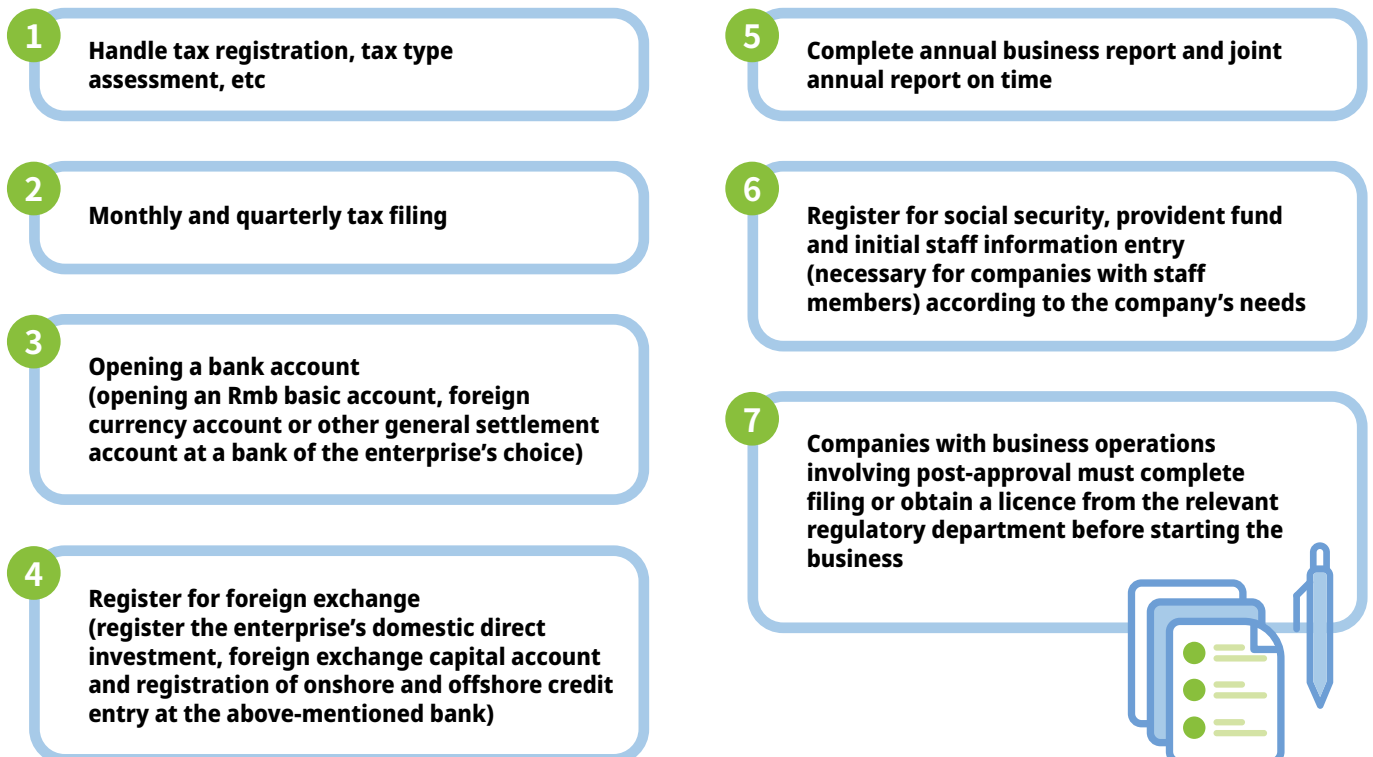 1
Handle tax registration, tax type
assessment, etc
2
Monthly and quarterly tax filing
3
Opening a bank account
(opening an Rmb basic account, foreign
currency account or other general settlement
account at a bank of the enterprise’s choice)
4
Register for foreign exchange
(register the enterprise’s domestic direct
investment, foreign exchange capital account
and registration of onshore and offshore credit
entry at the above-mentioned bank)
5
Complete annual business report and joint
annual report on time
6
Register for social security, provident fund
and initial staff information entry
(necessary for companies with staff
members) according to the company’s needs
7
Companies with business operations
involving post-approval must complete
filing or obtain a licence from the relevant
regulatory department before starting the
business